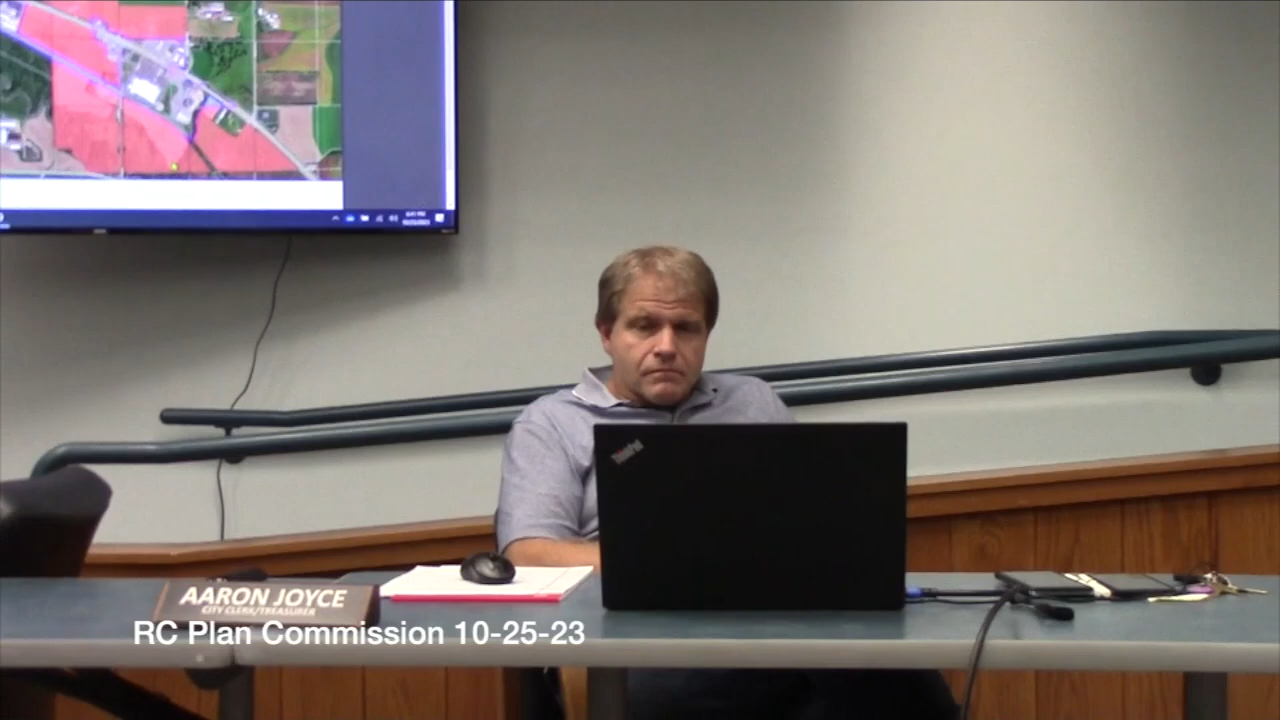 ThinkPad
AARON JOYCE
CITY CLERK/TREASURER
RC Plan Commission 10-25-23